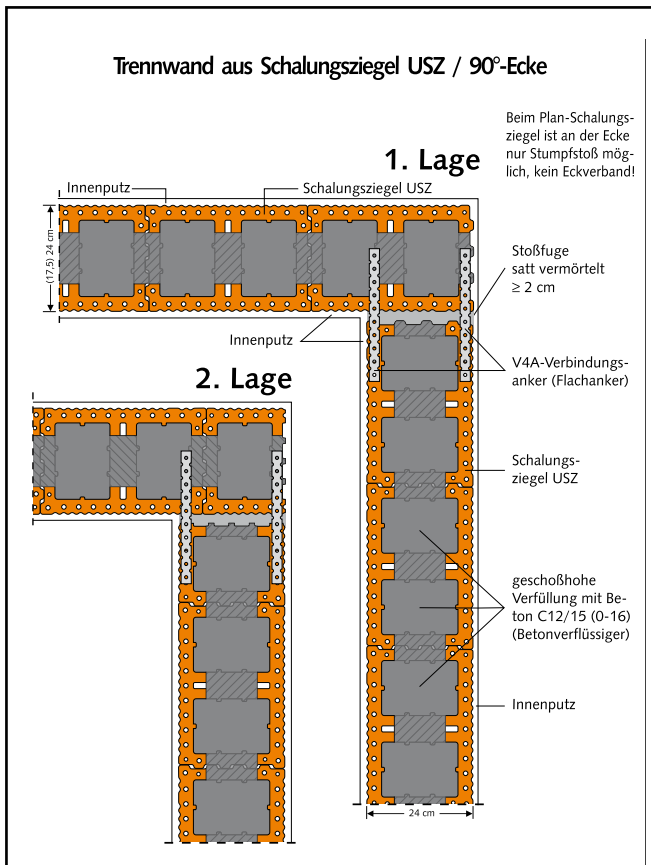 Trennwand aus Schalungsziegel USZ / 90°-Ecke
Beim Plan-Schalungs-
ziegel ist an der Ecke
nur Stumpfstoß mög-
lich, kein Eckverband!
1. Lage
Innenputz
Schalungsziegel USZ
(17,5) 24 cm
Stoßfuge
satt vermörtelt
≥ 2 cm
Innenputz
V4A-Verbindungs-
anker (Flachanker)
2. Lage
Schalungs-
ziegel USZ
geschoßhohe
Verfüllung mit Be-
ton C12/15 (0-16)
(Betonverflüssiger)
Innenputz
24 cm